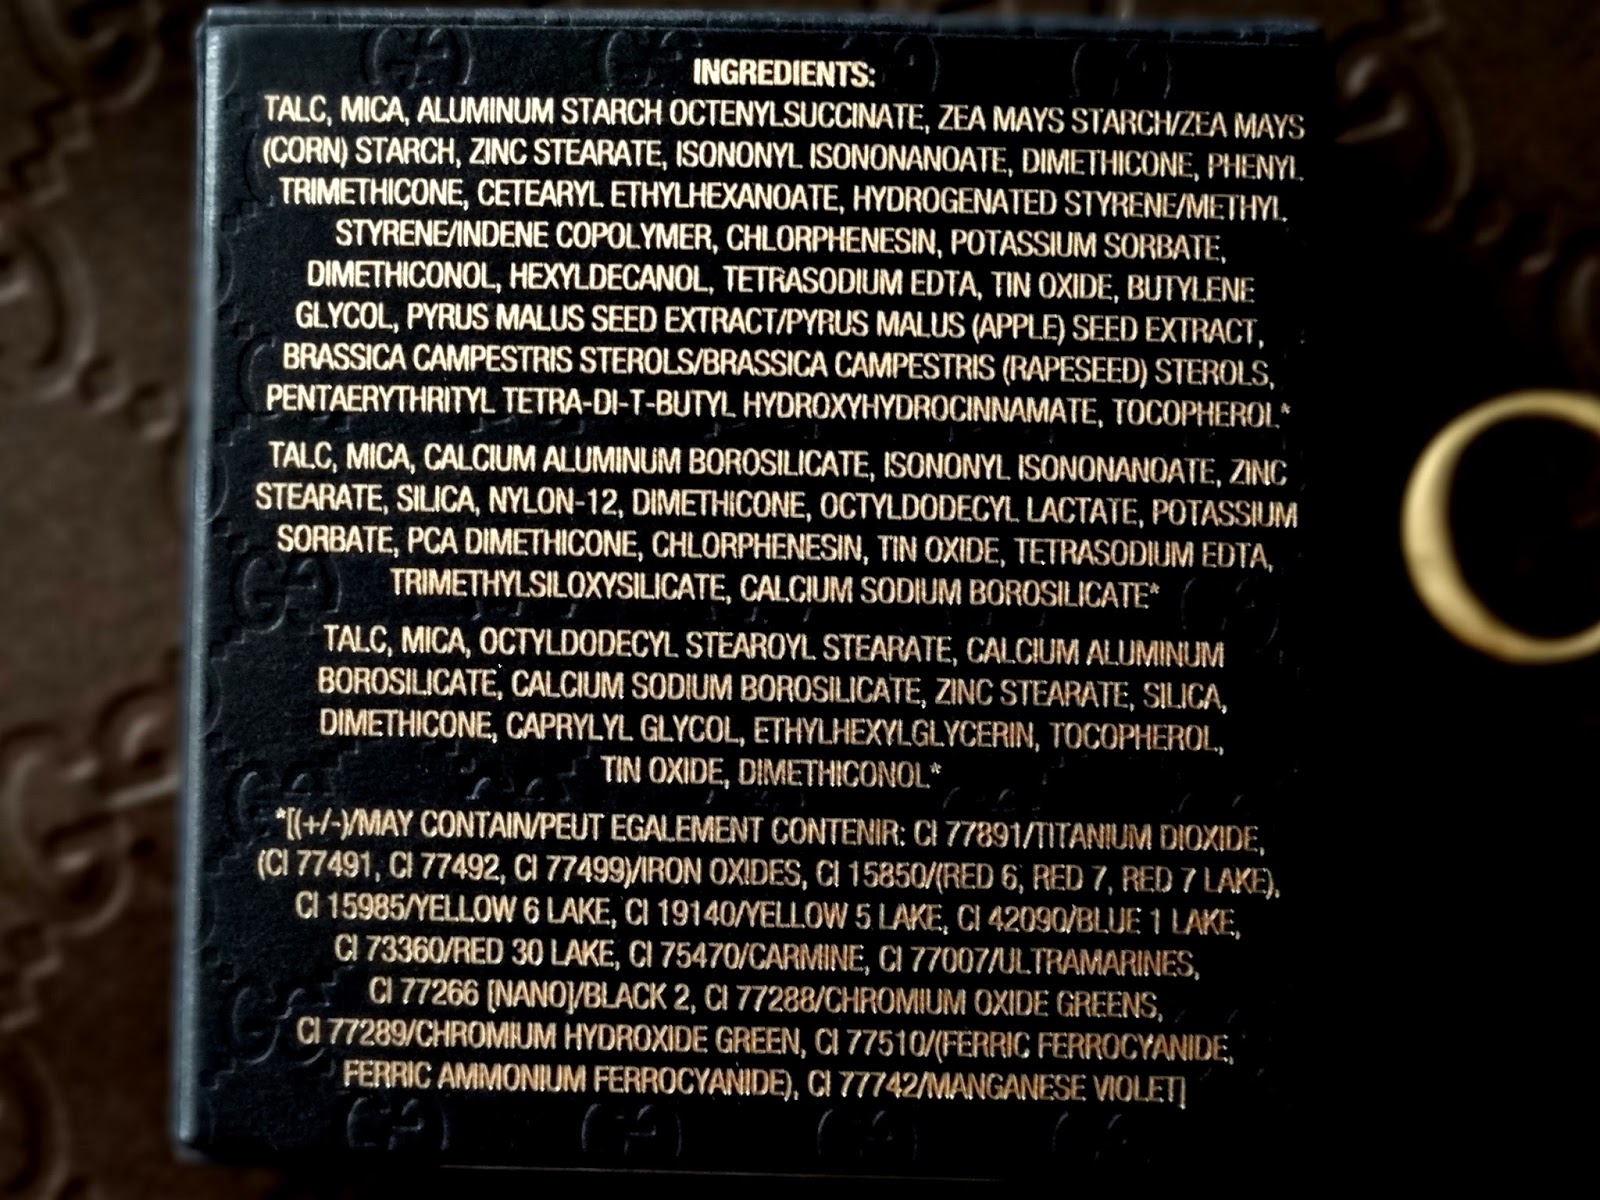 INGREDIENTS:
TALC, MICA, ALUMINUM STARCH OCTENYLSUCCINATE, ZEA MAYS STARCH/ZEA MAYS
(CORN) STARCH, ZINC STEARATE, ISONONYL ISONONANOATE, DIMETHICONE, PHENYL
TRIMETHICONE, CETEARYL ETHYLHEXANOATE, HYDROGENATED STYRENE/METHYL
STYRENE/INDENE COPOLYMER, CHLORPHENESIN, POTASSIUM SORBATE,
DIMETHICONOL, HEXYLDECANOL, TETRASODIUM EDTA, TIN OXIDE, BUTYLENE
GLYCOL, PYRUS MALUS SEED EXTRACT/PYRUS MALUS (APPLE) SEED EXTRACT,
BRASSICA CAMPESTRIS STEROLS/BRASSICA CAMPESTRIS (RAPESEED) STEROLS,
PENTAERYTHRITYL TETRA-DI-T-BUTYL HYDROXYHYDROCINNAMATE, TOCOPHEROL*
TALC, MICA, CALCIUM ALUMINUM BOROSILICATE, ISONONYL ISONONANOATE, ZINC
STEARATE, SILICA, NYLON-12, DIMETHICONE, OCTYLDODECYL LACTATE, POTASSIUM
SORBATE, PCA DIMETHICONE, CHLORPHENESIN, TIN OXIDE, TETRASODIUM EDTA,
TRIMETHYLSILOXYSILICATE, CALCIUM SODIUM BOROSILICATE*
TALC, MICA, OCTYLDODECYL STEAROYL STEARATE, CALCIUM ALUMINUM
BOROSILICATE, CALCIUM SODIUM BOROSILICATE, ZINC STEARATE, SILICA,
DIMETHICONE, CAPRYLYL GLYCOL, ETHYLHEXYLGLYCERIN, TOCOPHEROL,
TIN OXIDE, DIMETHICONOL*
*[(+/-)/MAY CONTAIN/PEUT EGALEMENT CONTENIR: CI 77891/TITANIUM DIOXIDE,
(CI 77491, CI 77492, CI 77499)/IRON OXIDES, CI 15850/(RED 6, RED 7, RED 7 LAKE),
CI 15985/YELLOW 6 LAKE, CI 19140/YELLOW 5 LAKE, CI 42090/BLUE 1 LAKE,
CI 73360/RED 30 LAKE, CI 75470/CARMINE, CI 77007/ULTRAMARINES,
CI 77266 [NANO]/BLACK 2, CI 77288/CHROMIUM OXIDE GREENS,
CI 77289/CHROMIUM HYDROXIDE GREEN, CI 77510/(FERRIC FERROCYANIDE,
FERRIC AMMONIUM FERROCYANIDE), CI 77742/MANGANESE VIOLET]